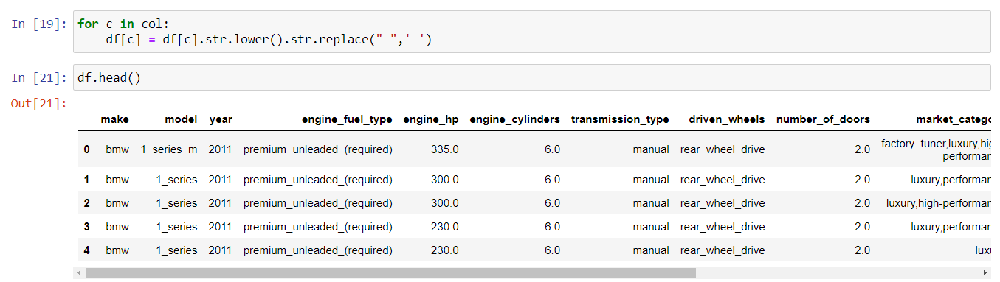 In [19]: for c in col:
df[c] = df[c].str.lower().str.replace(" ",'_')
In [21]: df.head()
Out[21]:
make model year engine_fuel_type engine_hp engine_cylinders transmission_type driven_wheels number_of_doors market_catego
0 bmw 1_series_m 2011 premium_unleaded_(required) 335.0 6.0 manual rear_wheel_drive 2.0 factory_tuner,luxury,hig
performan
1 bmw 1_series 2011 premium_unleaded_(required) 300.0 6.0 manual rear_wheel_drive 2.0 luxury,performan
2 bmw 1_series 2011 premium_unleaded_(required) 300.0 6.0 manual rear_wheel_drive 2.0 luxury,high-performan
3 bmw 1_series 2011 premium_unleaded_(required) 230.0 6.0 manual rear_wheel_drive 2.0 luxury,performan
4 bmw 1_series 2011 premium_unleaded_(required) 230.0 6.0 manual rear_wheel_drive 2.0 luxu